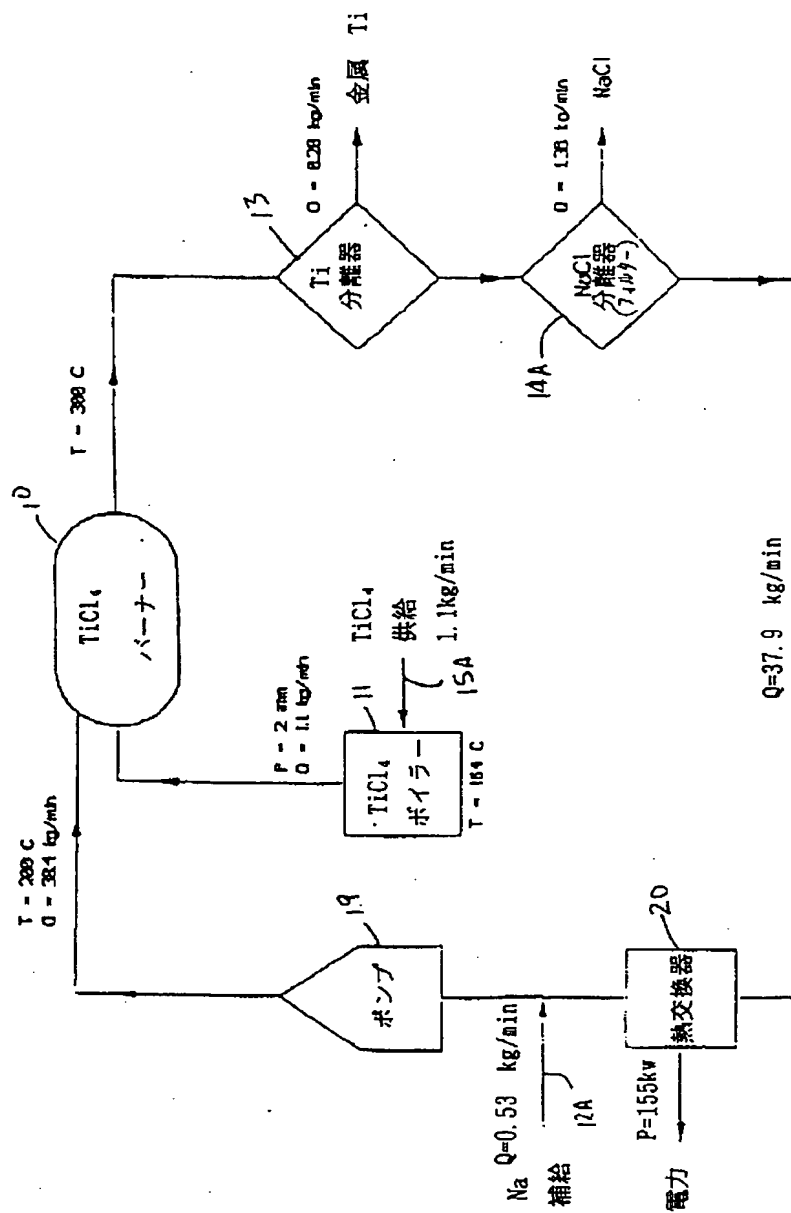 T = 200 C
Q = 38.4 kg/min
10
TiCl₄
バーナー
T = 300 C
P = 2 atm
Q = 1.1 kg/min
11
TiCl₄
ボイラー
T = 164 C
TiCl₄
供給
1.1kg/min
15A
13
Ti
分離器
Q = 0.28 kg/min
金属 Ti
14A
NaCl
分離器
(フィルター)
Q = 1.38 kg/min
NaCl
19
ポンプ
Na
補給
Q=0.53 kg/min
12A
20
熱交換器
P=155kw
電力
Q=37.9 kg/min